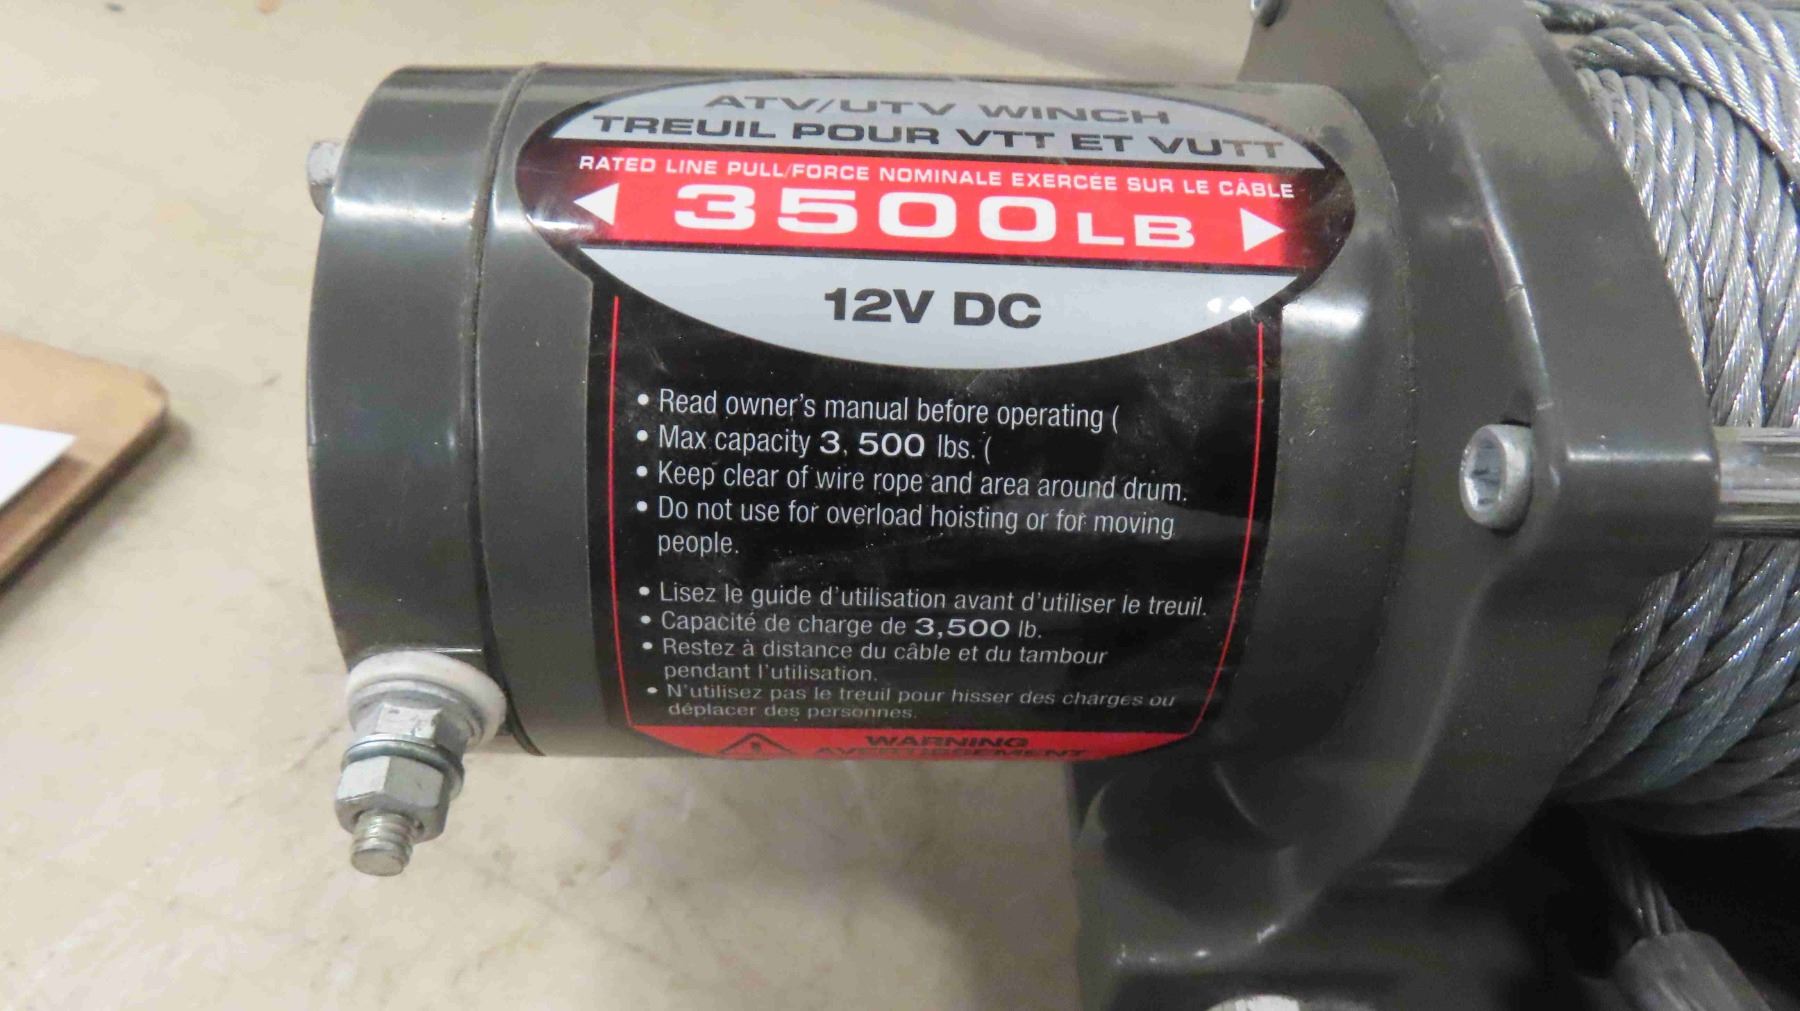 ATV/UTV WINCH
TREUIL POUR VTT ET VUTT
RATED LINE PULL/FORCE NOMINALE EXERCÉE SUR LE CÂBLE
3500LB
12V DC
• Read owner's manual before operating (
• Max capacity 3, 500 lbs. (
• Keep clear of wire rope and area around drum.
• Do not use for overload hoisting or for moving
people.
• Lisez le guide d'utilisation avant d'utiliser le treuil.
• Capacité de charge de 3,500 lb.
• Restez à distance du câble et du tambour
pendant l'utilisation.
• N'utilisez pas le treuil pour hisser des charges ou
déplacer des personnes.
WARNING
AVERTISSEMENT